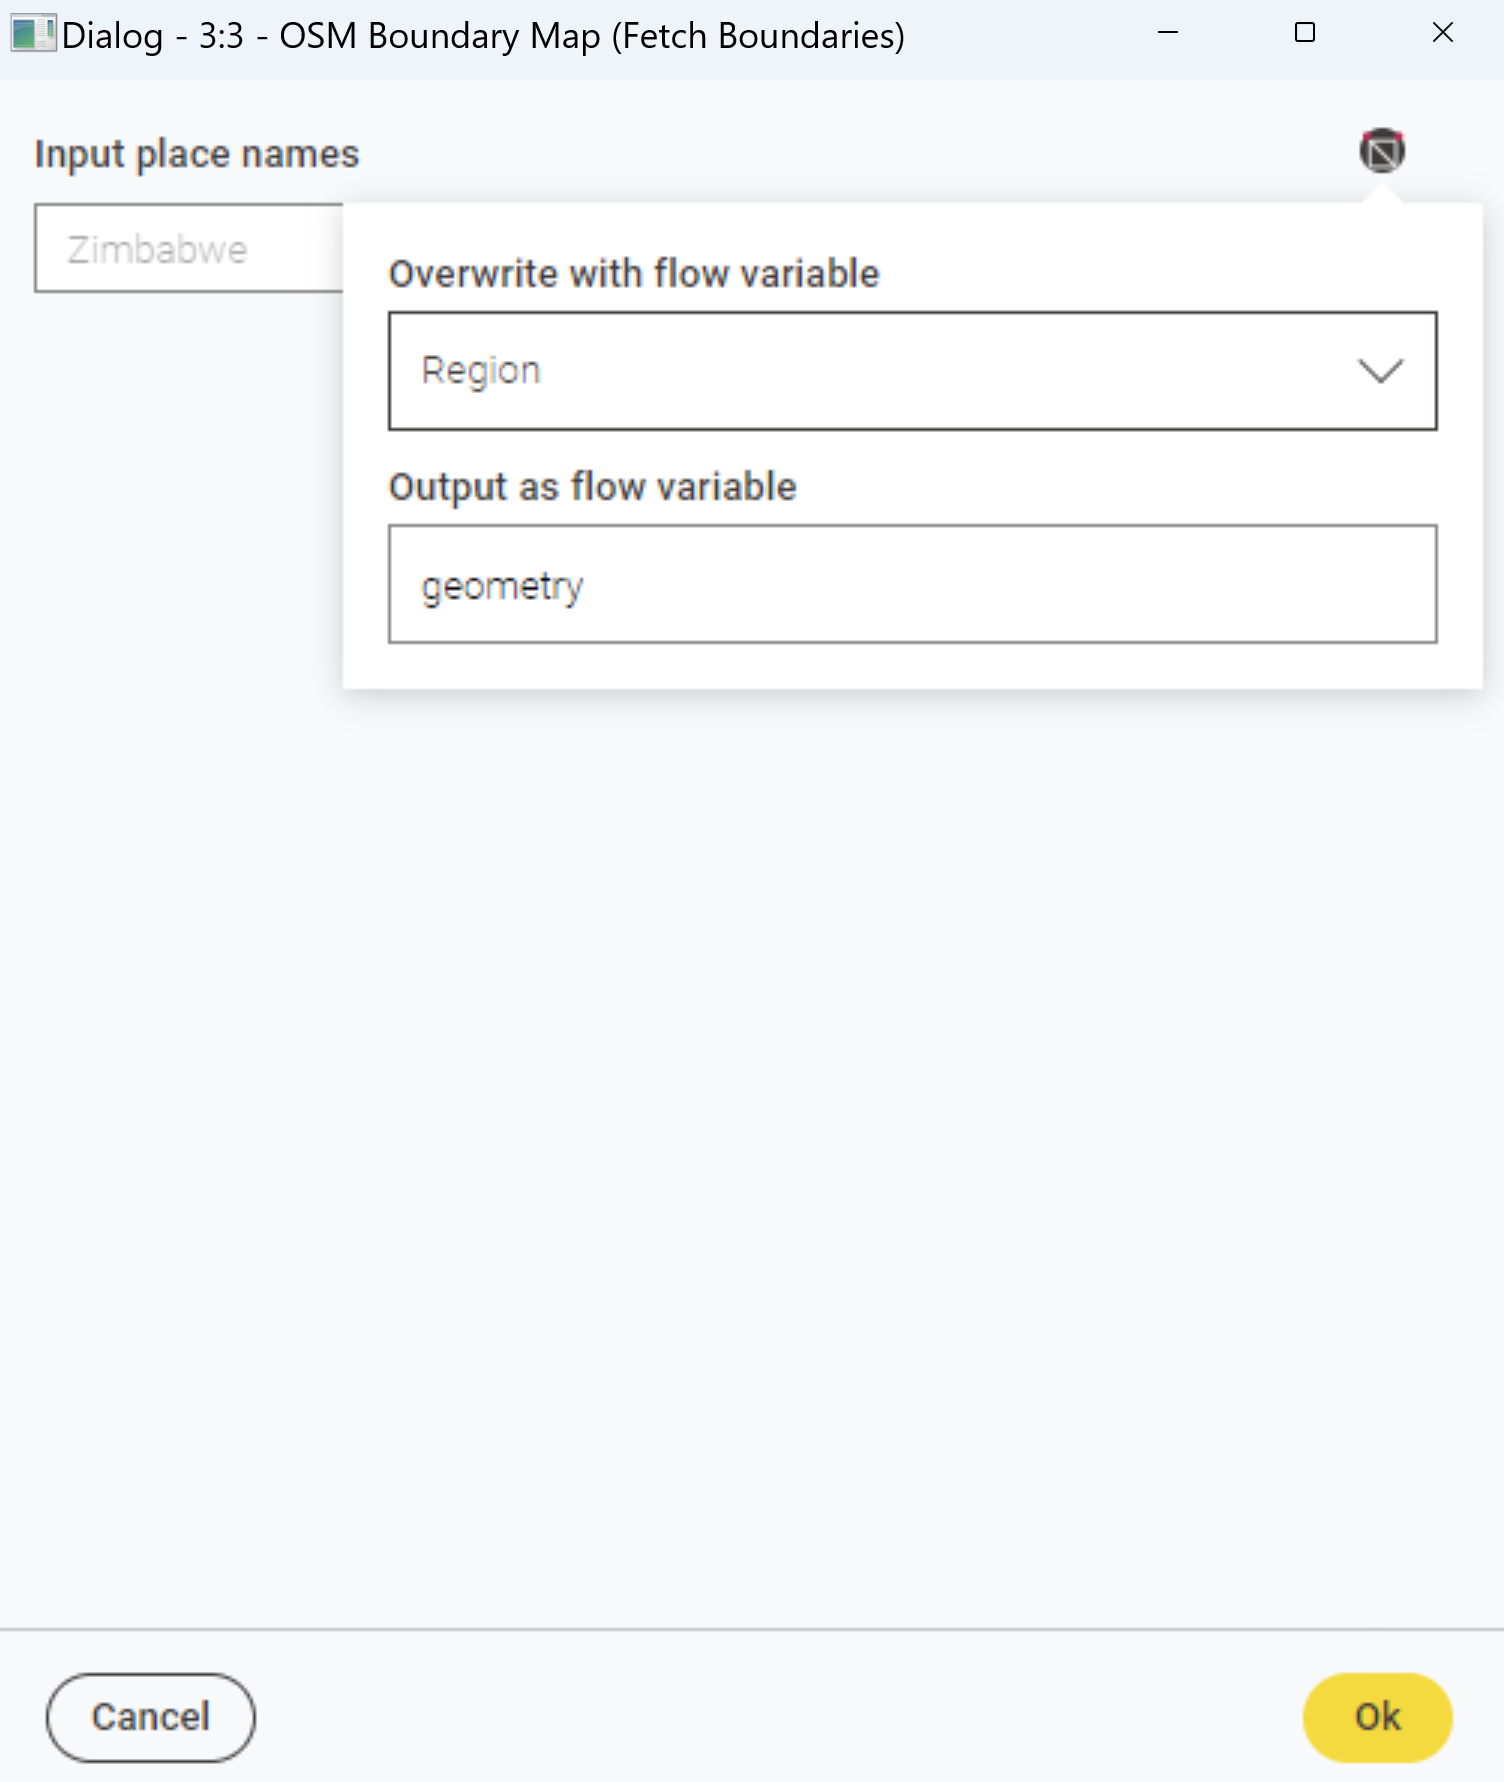 Dialog - 3:3 - OSM Boundary Map (Fetch Boundaries)
Input place names
Zimbabwe
Overwrite with flow variable
Region
Output as flow variable
geometry
Cancel
Ok